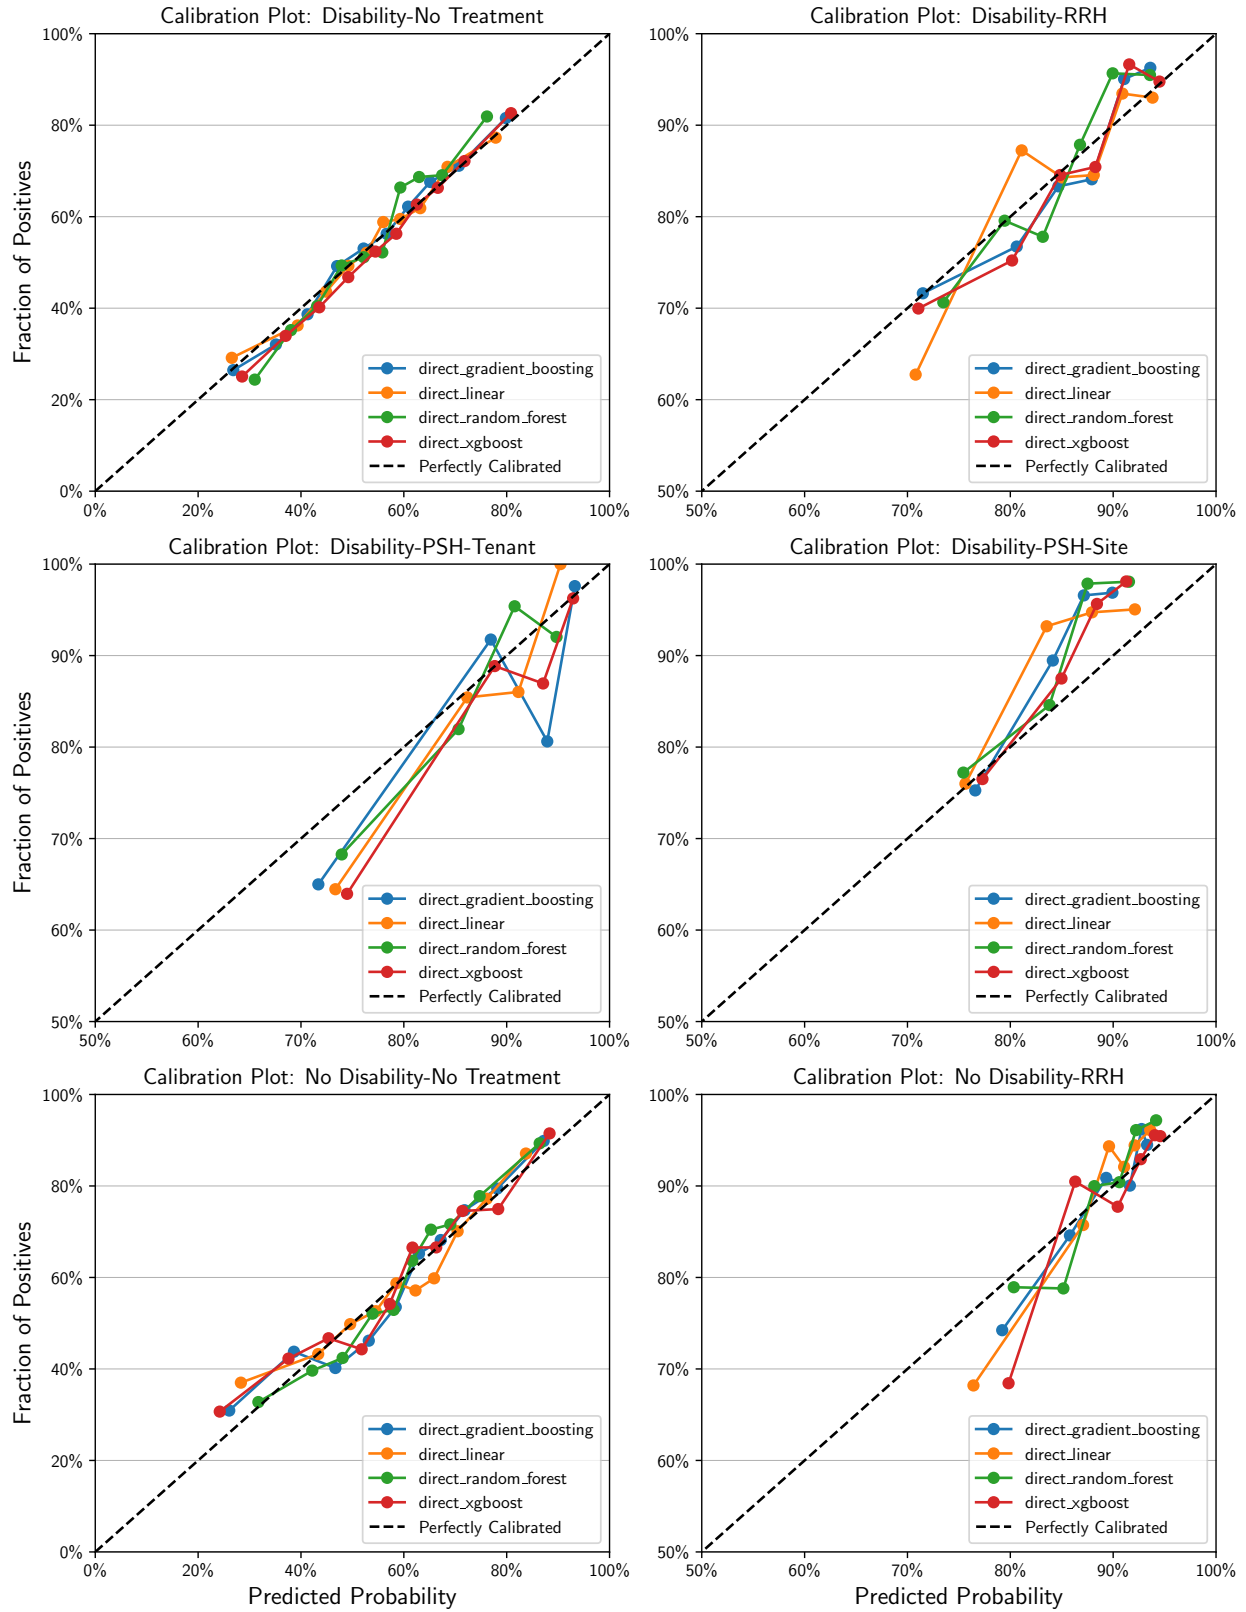 Calibration Plot: Disability-No Treatment
100%
80%
60%
40%
20%
0%
Fraction of Positives
0% 20% 40% 60% 80% 100%
direct_gradient_boosting
direct_linear
direct_random_forest
direct_xgboost
Perfectly Calibrated
Calibration Plot: Disability-RRH
100%
90%
80%
70%
60%
50%
50% 60% 70% 80% 90% 100%
direct_gradient_boosting
direct_linear
direct_random_forest
direct_xgboost
Perfectly Calibrated
Calibration Plot: Disability-PSH-Tenant
100%
90%
80%
70%
60%
50%
Fraction of Positives
50% 60% 70% 80% 90% 100%
direct_gradient_boosting
direct_linear
direct_random_forest
direct_xgboost
Perfectly Calibrated
Calibration Plot: Disability-PSH-Site
100%
90%
80%
70%
60%
50%
50% 60% 70% 80% 90% 100%
direct_gradient_boosting
direct_linear
direct_random_forest
direct_xgboost
Perfectly Calibrated
Calibration Plot: No Disability-No Treatment
100%
80%
60%
40%
20%
0%
Fraction of Positives
0% 20% 40% 60% 80% 100%
Predicted Probability
direct_gradient_boosting
direct_linear
direct_random_forest
direct_xgboost
Perfectly Calibrated
Calibration Plot: No Disability-RRH
100%
90%
80%
70%
60%
50%
50% 60% 70% 80% 90% 100%
Predicted Probability
direct_gradient_boosting
direct_linear
direct_random_forest
direct_xgboost
Perfectly Calibrated